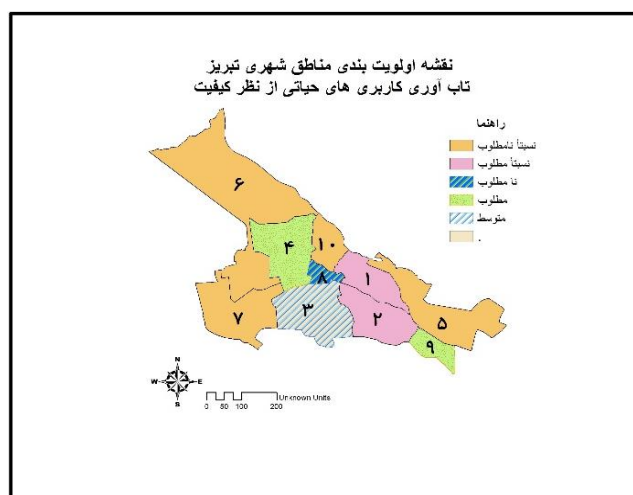 نقشه اولویت بندی مناطق شهری تبریز
تاب آوری کاربری های حیاتی از نظر کیفیت
راهنما
نسبتاً نامطلوب
نسبتاً مطلوب
نا مطلوب
مطلوب
متوسط
.
۶
۴
۱۰
۸
۱
۷
۳
۲
۵
۹
N
W E
S
0 50 100 200
Unknown Units